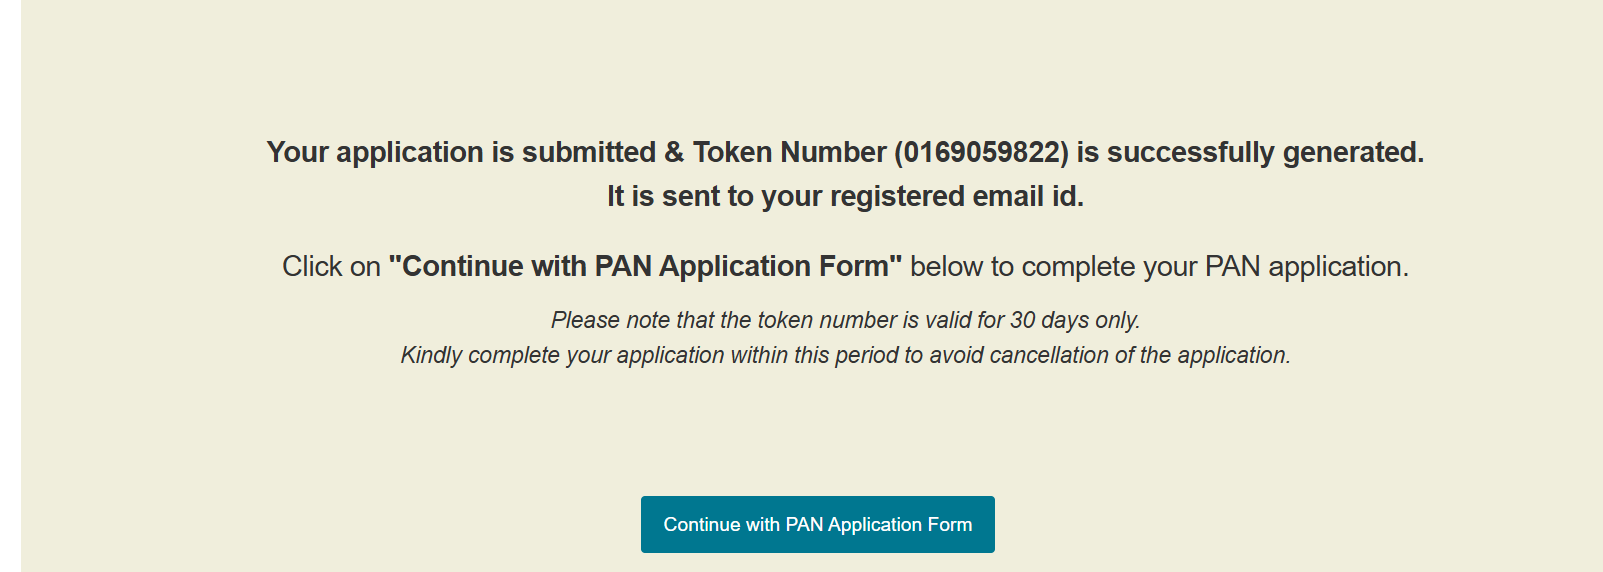 Your application is submitted & Token Number (0169059822) is successfully generated.
It is sent to your registered email id.
Click on "Continue with PAN Application Form" below to complete your PAN application.
Please note that the token number is valid for 30 days only.
Kindly complete your application within this period to avoid cancellation of the application.
Continue with PAN Application Form